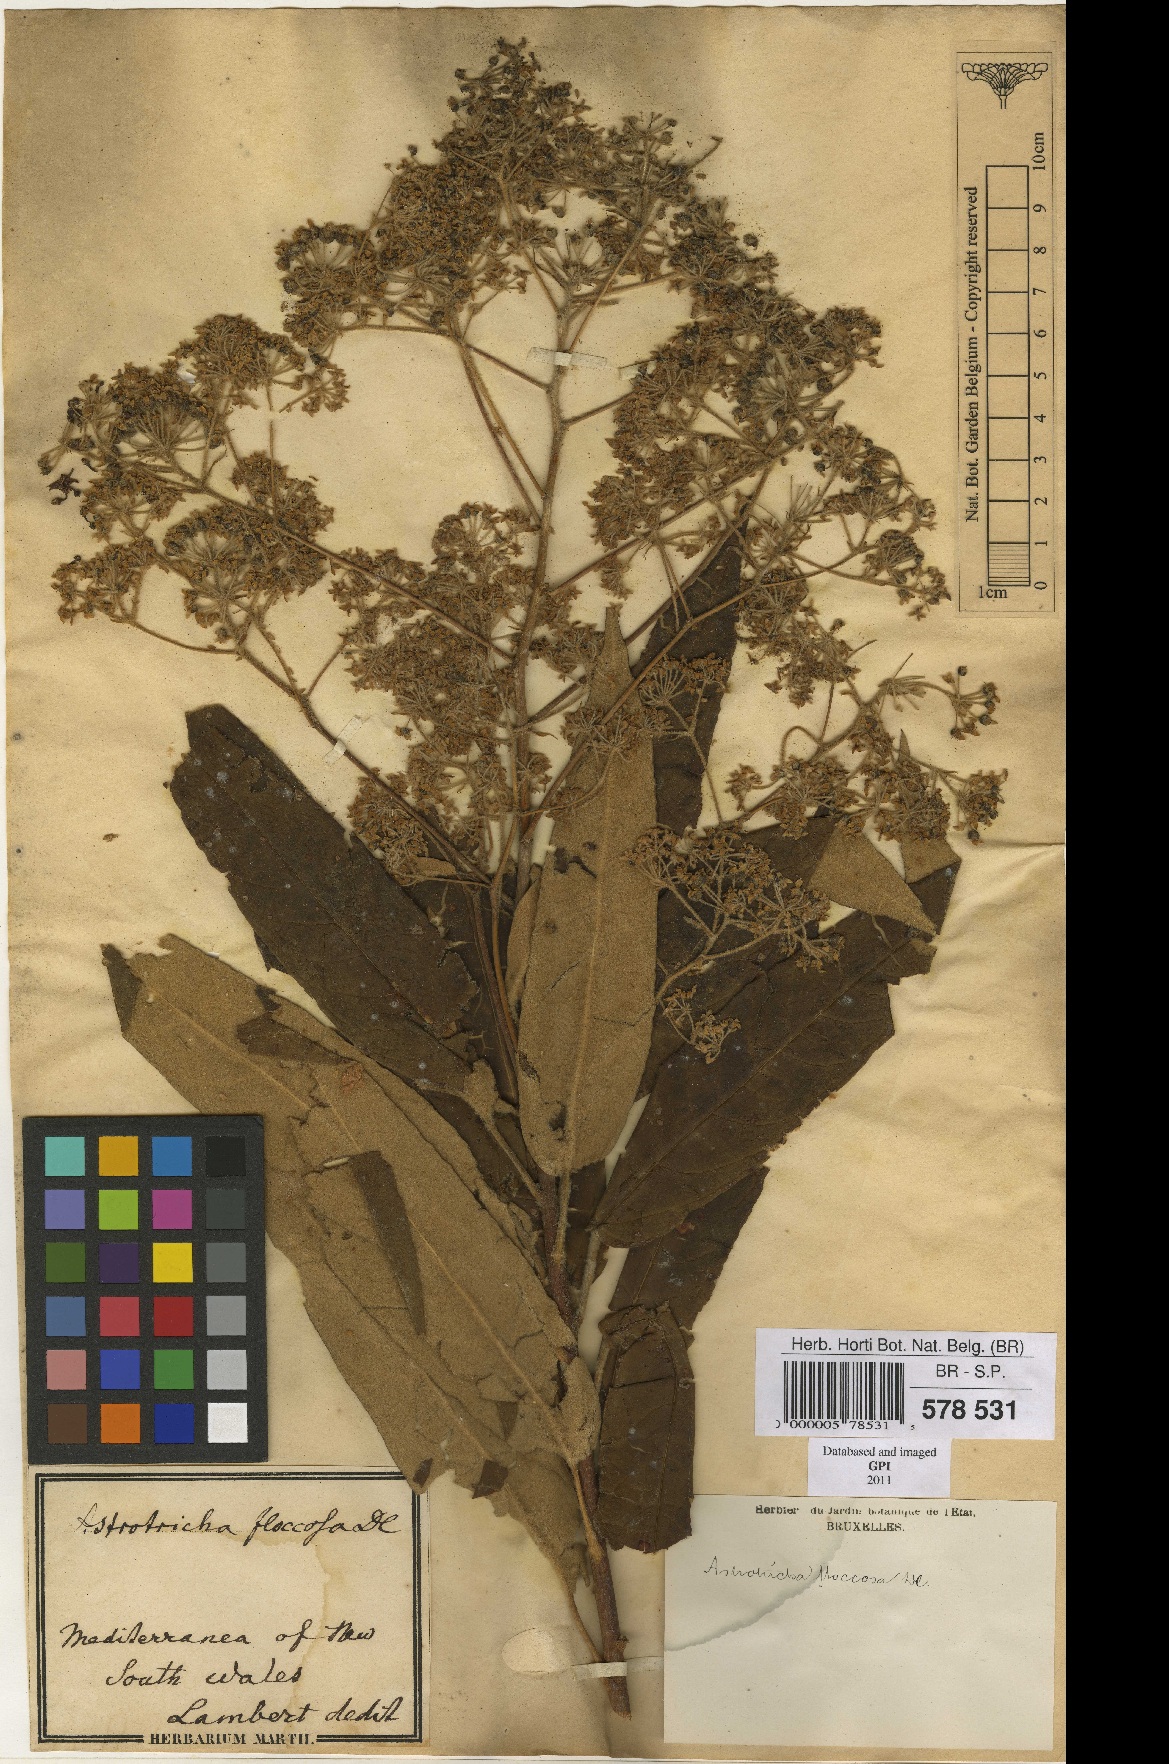 10cm
9
8
7
6
5
4
3
2
1
0
1cm
Nat. Bot. Garden Belgium - Copyright reserved
Herb. Horti Bot. Nat. Belg. (BR)
BR - S.P.
578 531
0 000005 78531 5
Databased and imaged
GPI
2011
Herbier du Jardin botanique de l'Etat.
BRUXELLES.
Astrotricha floccosa DC.
Astrotricha floccosa DC
Mediterranea of New
South wales
Lambert dedit
HERBARIUM MARTII.